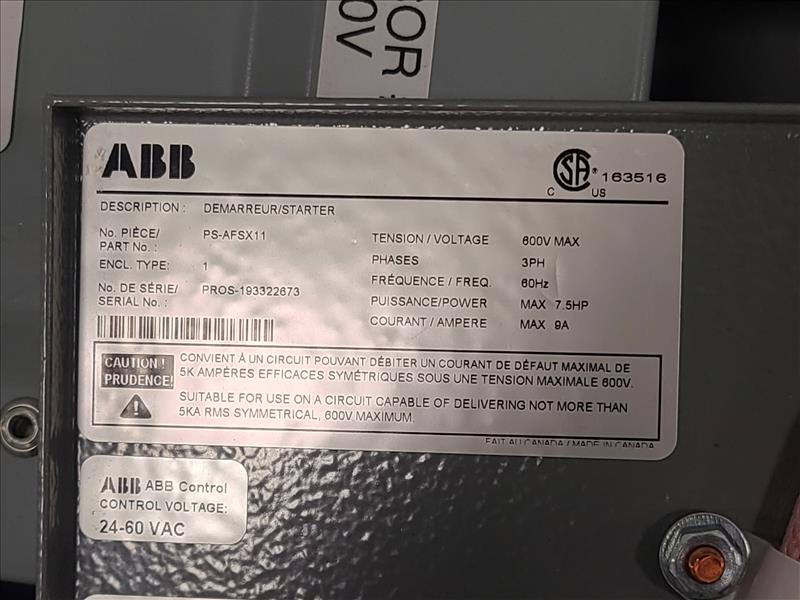 SOR
0V
ABB
CSA
163516
C US
DESCRIPTION : DEMARREUR/STARTER
No. PIÈCE/
PART No. : PS-AFSX11
ENCL. TYPE: 1
No. DE SÉRIE/
SERIAL No. : PROS-193322673
TENSION / VOLTAGE 600V MAX
PHASES 3PH
FRÉQUENCE / FREQ. 60Hz
PUISSANCE/POWER MAX 7.5HP
COURANT / AMPERE MAX 9A
CAUTION !
PRUDENCE!
CONVIENT À UN CIRCUIT POUVANT DÉBITER UN COURANT DE DÉFAUT MAXIMAL DE
5K AMPÈRES EFFICACES SYMÉTRIQUES SOUS UNE TENSION MAXIMALE 600V.
SUITABLE FOR USE ON A CIRCUIT CAPABLE OF DELIVERING NOT MORE THAN
5KA RMS SYMMETRICAL, 600V MAXIMUM.
FAIT AU CANADA / MADE IN CANADA
ABB ABB Control
CONTROL VOLTAGE:
24-60 VAC